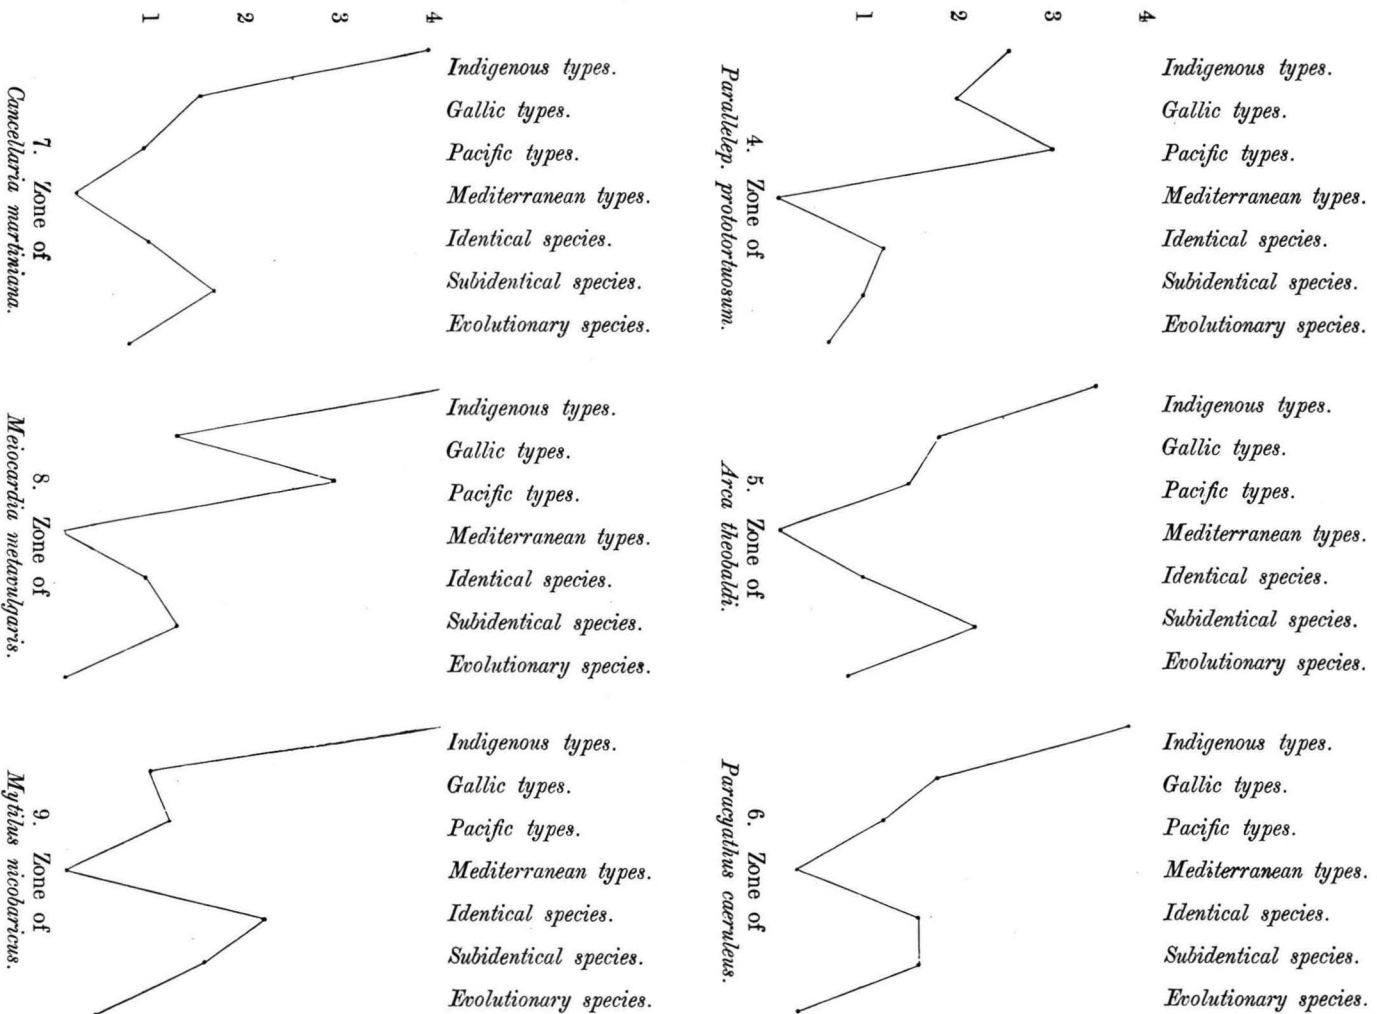 1 2 3 4
Indigenous types.
Gallic types.
Pacific types.
Mediterranean types.
Identical species.
Subidentical species.
Evolutionary species.
7. Zone of
Cancellaria martiniana.
Indigenous types.
Gallic types.
Pacific types.
Mediterranean types.
Identical species.
Subidentical species.
Evolutionary species.
8. Zone of
Meiocardia metavulgaris.
Indigenous types.
Gallic types.
Pacific types.
Mediterranean types.
Identical species.
Subidentical species.
Evolutionary species.
9. Zone of
Mytilus nicobaricus.
1 2 3 4
Indigenous types.
Gallic types.
Pacific types.
Mediterranean types.
Identical species.
Subidentical species.
Evolutionary species.
4. Zone of
Parallelep. prototortuosum.
Indigenous types.
Gallic types.
Pacific types.
Mediterranean types.
Identical species.
Subidentical species.
Evolutionary species.
5. Zone of
Arca theobaldi.
Indigenous types.
Gallic types.
Pacific types.
Mediterranean types.
Identical species.
Subidentical species.
Evolutionary species.
6. Zone of
Paracyathus caeruleus.